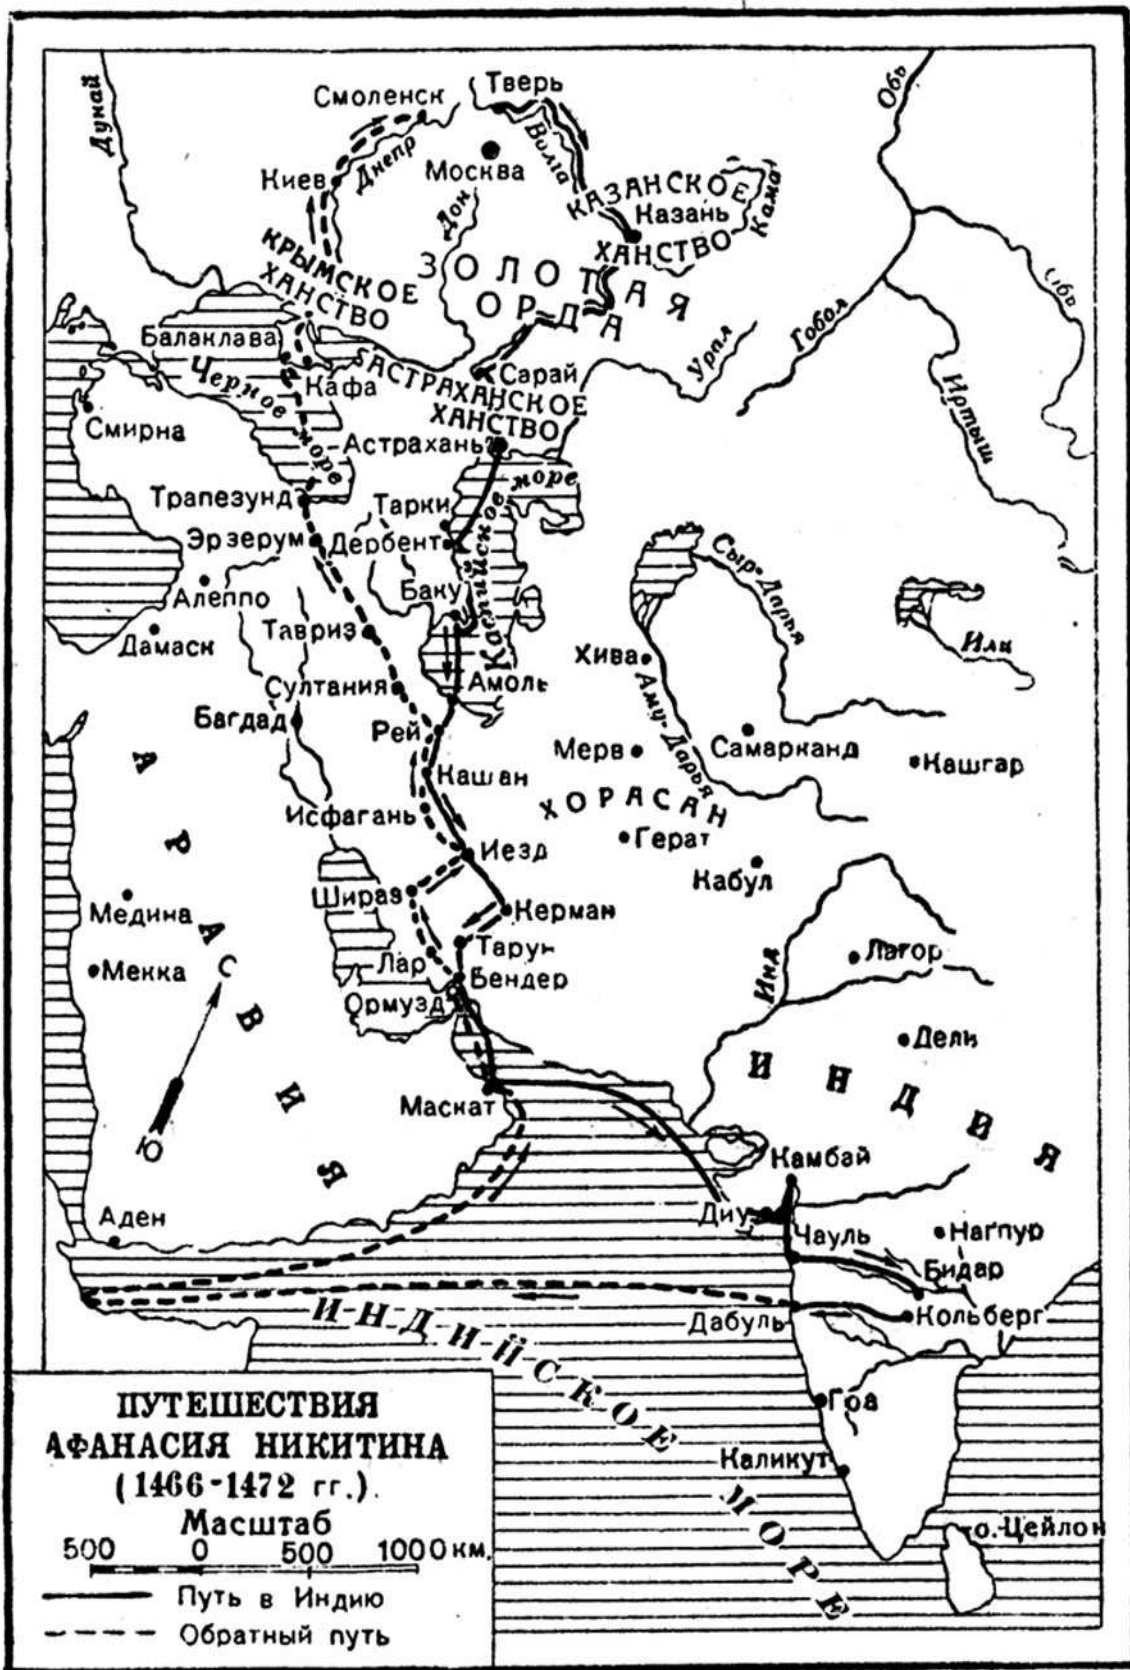 Дунай
Смоленск
Тверь
Обь
Днепр
Волга
Москва
Киев
Дон
КАЗАНСКОЕ
Казань
ХАНСТВО
Кама
КРЫМСКОЕ
ХАНСТВО
ЗОЛОТАЯ
ОРДА
Обь
Тобол
Урал
Иртыш
Балаклава
Кафа
Черное море
Сарай
АСТРАХАНСКОЕ
ХАНСТВО
Смирна
Астрахань
Каспийское море
Трапезунд
Тарки
Эрзерум
Дербент
Сыр-Дарья
Алеппо
Баку
Дамаск
Тавриз
Хива
Или
Султания
Амоль
Аму-Дарья
Багдад
Рей
Мерв
Самарканд
Кашгар
Кашан
ХОРАСАН
Исфагань
Герат
Иезд
Кабул
Шираз
Керман
Медина
Тарун
Лар
Лагор
Мекка
Бендер
Инд
Ормузд
С
АРАВИЯ
Дели
ИНДИЯ
Маскат
Ю
Камбай
Аден
Диу
Чауль
Нагпур
Бидар
Дабуль
Кольберг
ИНДИЙСКОЕ МОРЕ
Гоа
Каликут
о. Цейлон
ПУТЕШЕСТВИЯ
АФАНАСИЯ НИКИТИНА
(1466-1472 гг.).
Масштаб
500 0 500 1000 км.
Путь в Индию
Обратный путь